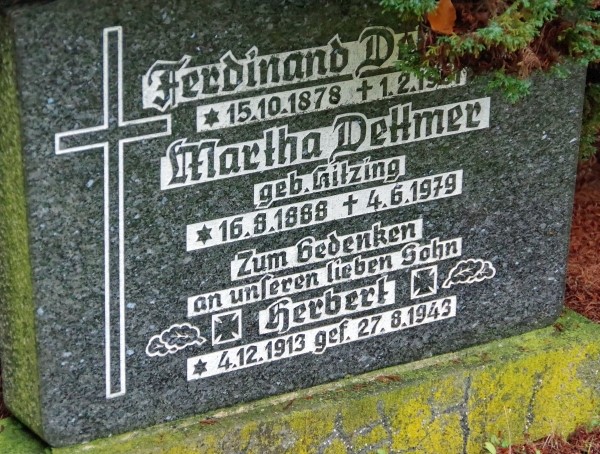 Ferdinand
* 15.10.1878 ✝ 1.2.
Martha Dettmer
geb. Kitzing
* 16.8.1888 ✝ 4.6.1979
Zum Gedenken
an unseren lieben Sohn
Herbert
* 4.12.1913 gef. 27.8.1943